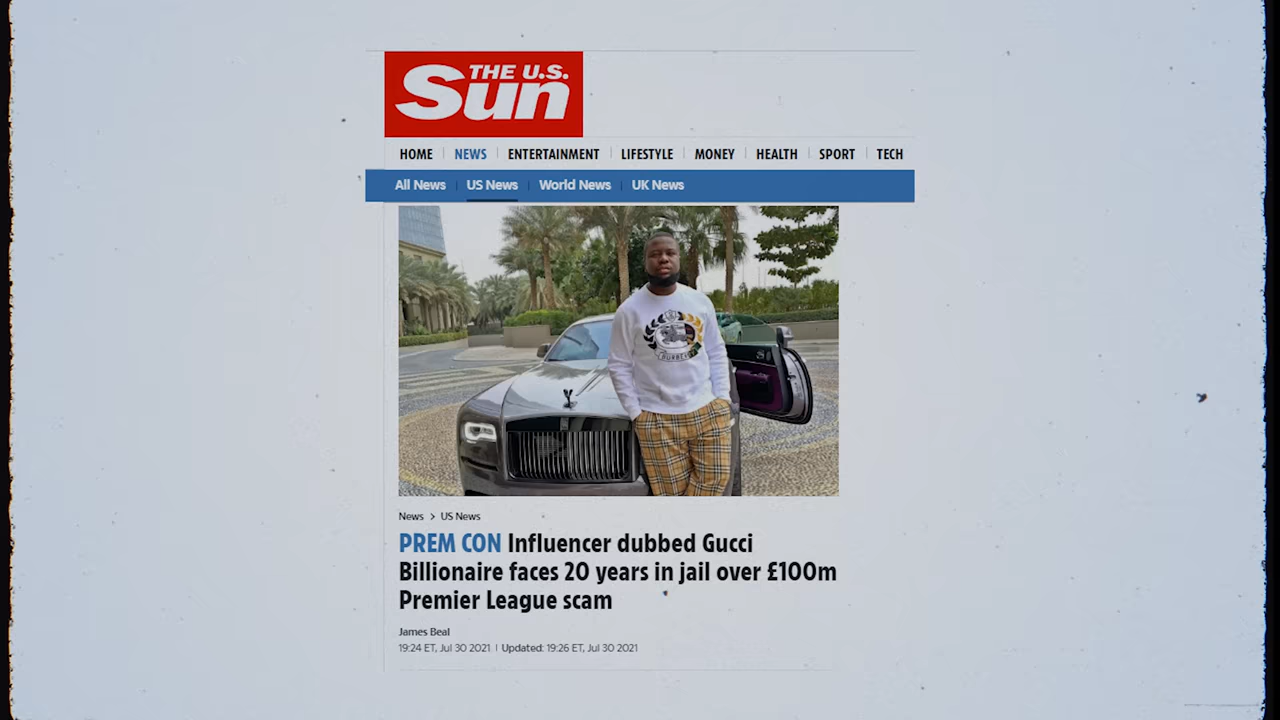 THE U.S.
Sun
HOME NEWS ENTERTAINMENT LIFESTYLE MONEY HEALTH SPORT TECH
All News US News World News UK News
News > US News
PREM CON Influencer dubbed Gucci
Billionaire faces 20 years in jail over £100m
Premier League scam
James Beal
19:24 ET, Jul 30 2021 | Updated: 19:26 ET, Jul 30 2021